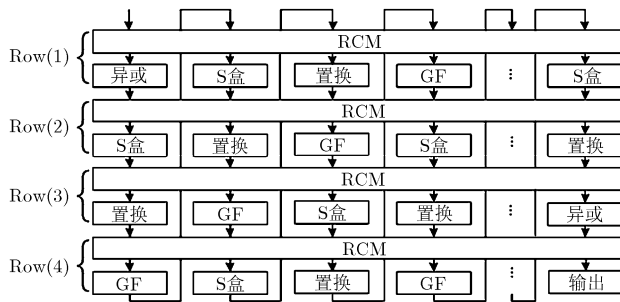 RCM
Row(1)
异或 S盒 置换 GF ⋮ S盒
RCM
Row(2)
S盒 置换 GF S盒 ⋮ 置换
RCM
Row(3)
置换 GF S盒 置换 ⋮ 异或
RCM
Row(4)
GF S盒 置换 GF ⋮ 输出